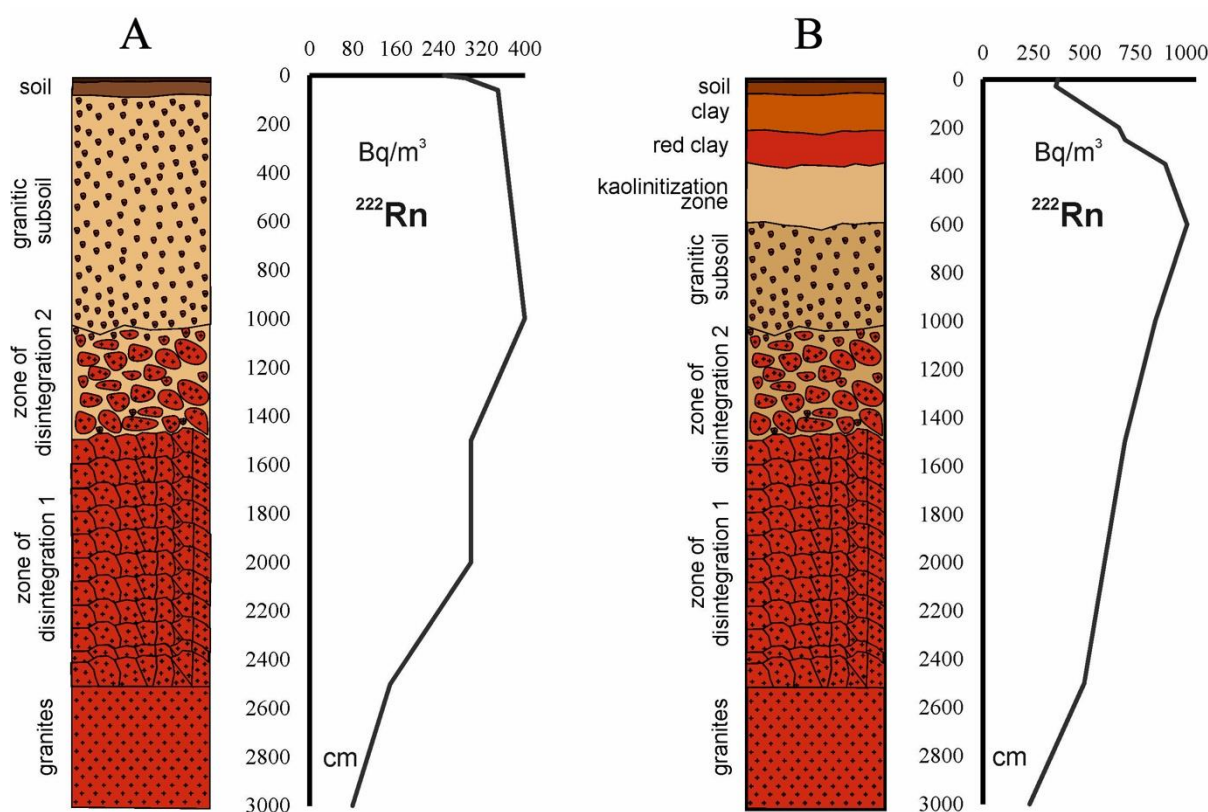 A
0 80 160 240 320 400
0
200
400
600
800
1000
1200
1400
1600
1800
2000
2200
2400
2600
2800
3000
soil
granitic
subsoil
zone of
disintegration 2
zone of
disintegration 1
granites
Bq/m³
²²²Rn
cm
B
0 250 500 750 1000
0
200
400
600
800
1000
1200
1400
1600
1800
2000
2200
2400
2600
2800
3000
soil
clay
red clay
kaolinitization
zone
granitic
subsoil
zone of
disintegration 2
zone of
disintegration 1
granites
Bq/m³
²²²Rn
cm